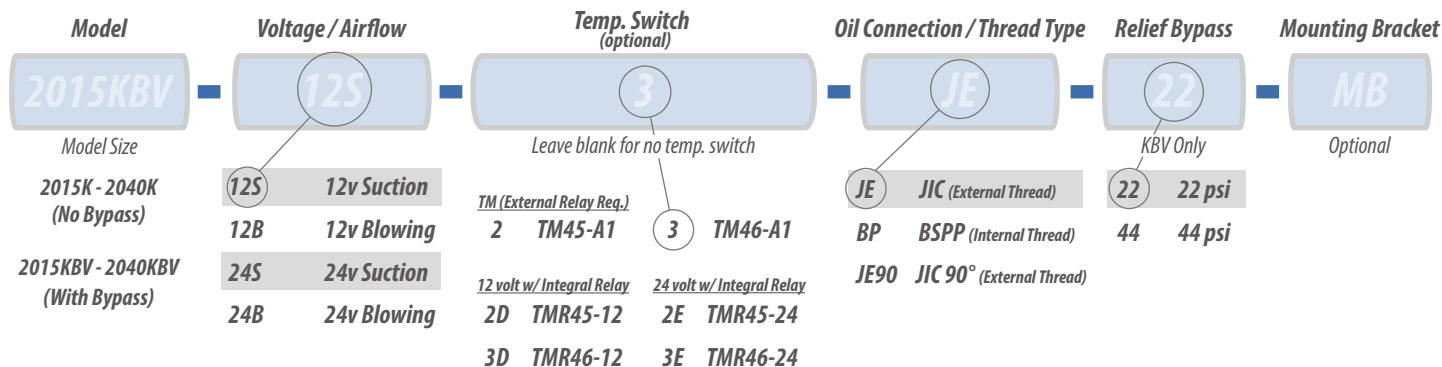 Model
Voltage / Airflow
Temp. Switch
(optional)
Oil Connection / Thread Type
Relief Bypass
Mounting Bracket
2015KBV - 12S - 3 - JE - 22 - MB
Model Size
Leave blank for no temp. switch
KBV Only
Optional
2015K - 2040K
(No Bypass)
2015KBV - 2040KBV
(With Bypass)
12S 12v Suction
12B 12v Blowing
24S 24v Suction
24B 24v Blowing
TM (External Relay Req.)
2 TM45-A1 3 TM46-A1
12 volt w/ Integral Relay 24 volt w/ Integral Relay
2D TMR45-12 2E TMR45-24
3D TMR46-12 3E TMR46-24
JE JIC (External Thread)
BP BSPP (Internal Thread)
JE90 JIC 90° (External Thread)
22 22 psi
44 44 psi